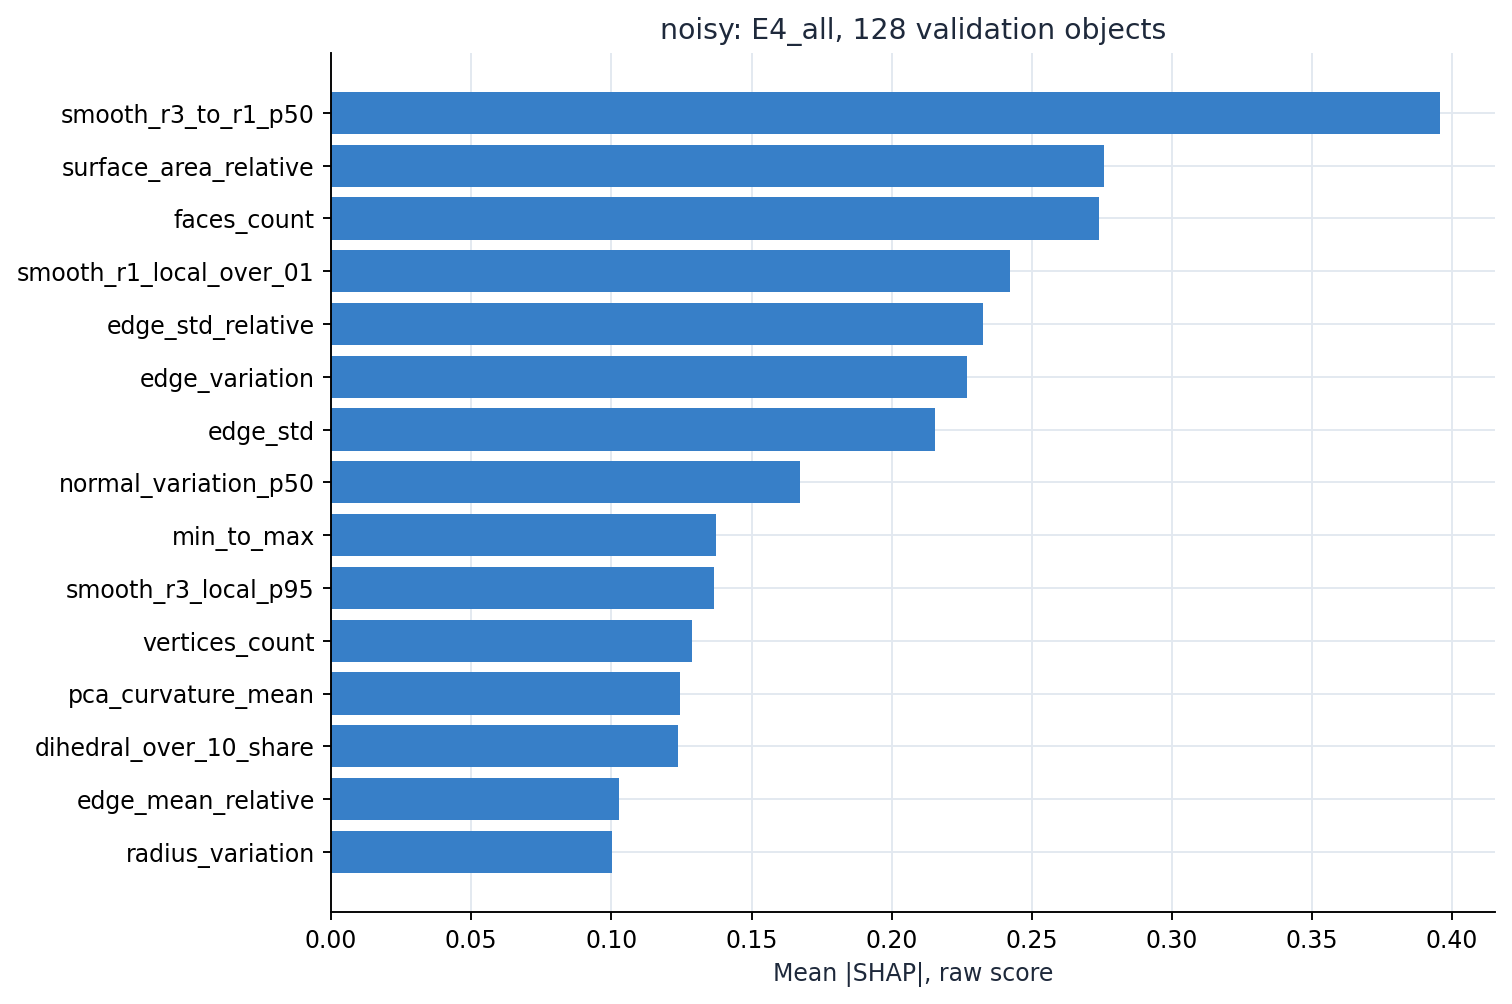 noisy: E4_all, 128 validation objects
smooth_r3_to_r1_p50
surface_area_relative
faces_count
smooth_r1_local_over_01
edge_std_relative
edge_variation
edge_std
normal_variation_p50
min_to_max
smooth_r3_local_p95
vertices_count
pca_curvature_mean
dihedral_over_10_share
edge_mean_relative
radius_variation
0.00 0.05 0.10 0.15 0.20 0.25 0.30 0.35 0.40
Mean |SHAP|, raw score